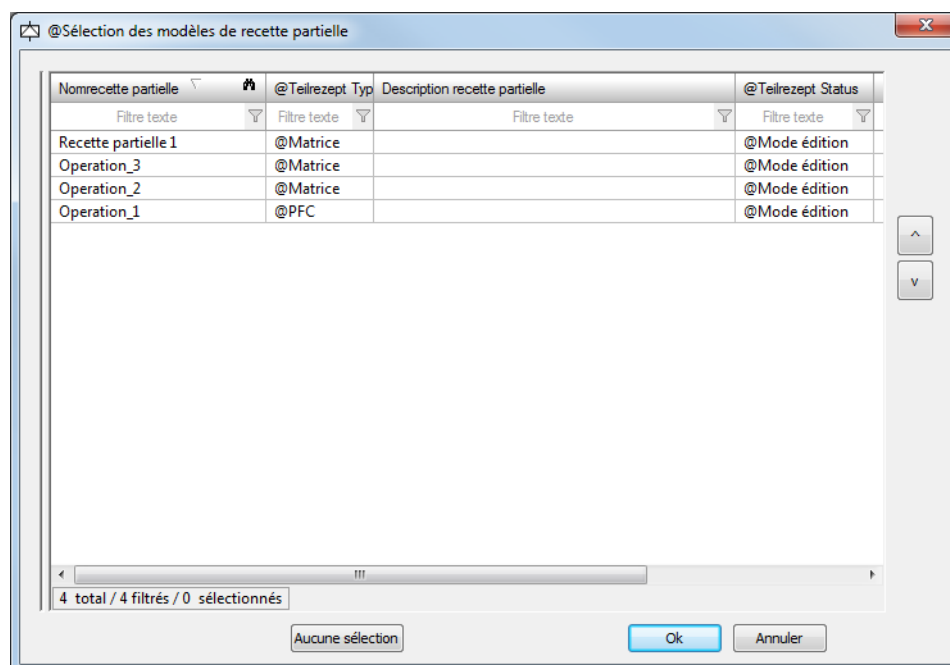 @Sélection des modèles de recette partielle
Nomrecette partielle @Teilrezept Typ Description recette partielle @Teilrezept Status
Filtre texte Filtre texte Filtre texte Filtre texte
Recette partielle 1 @Matrice @Mode édition
Operation_3 @Matrice @Mode édition
Operation_2 @Matrice @Mode édition
Operation_1 @PFC @Mode édition
^
v
4 total / 4 filtrés / 0 sélectionnés
Aucune sélection Ok Annuler